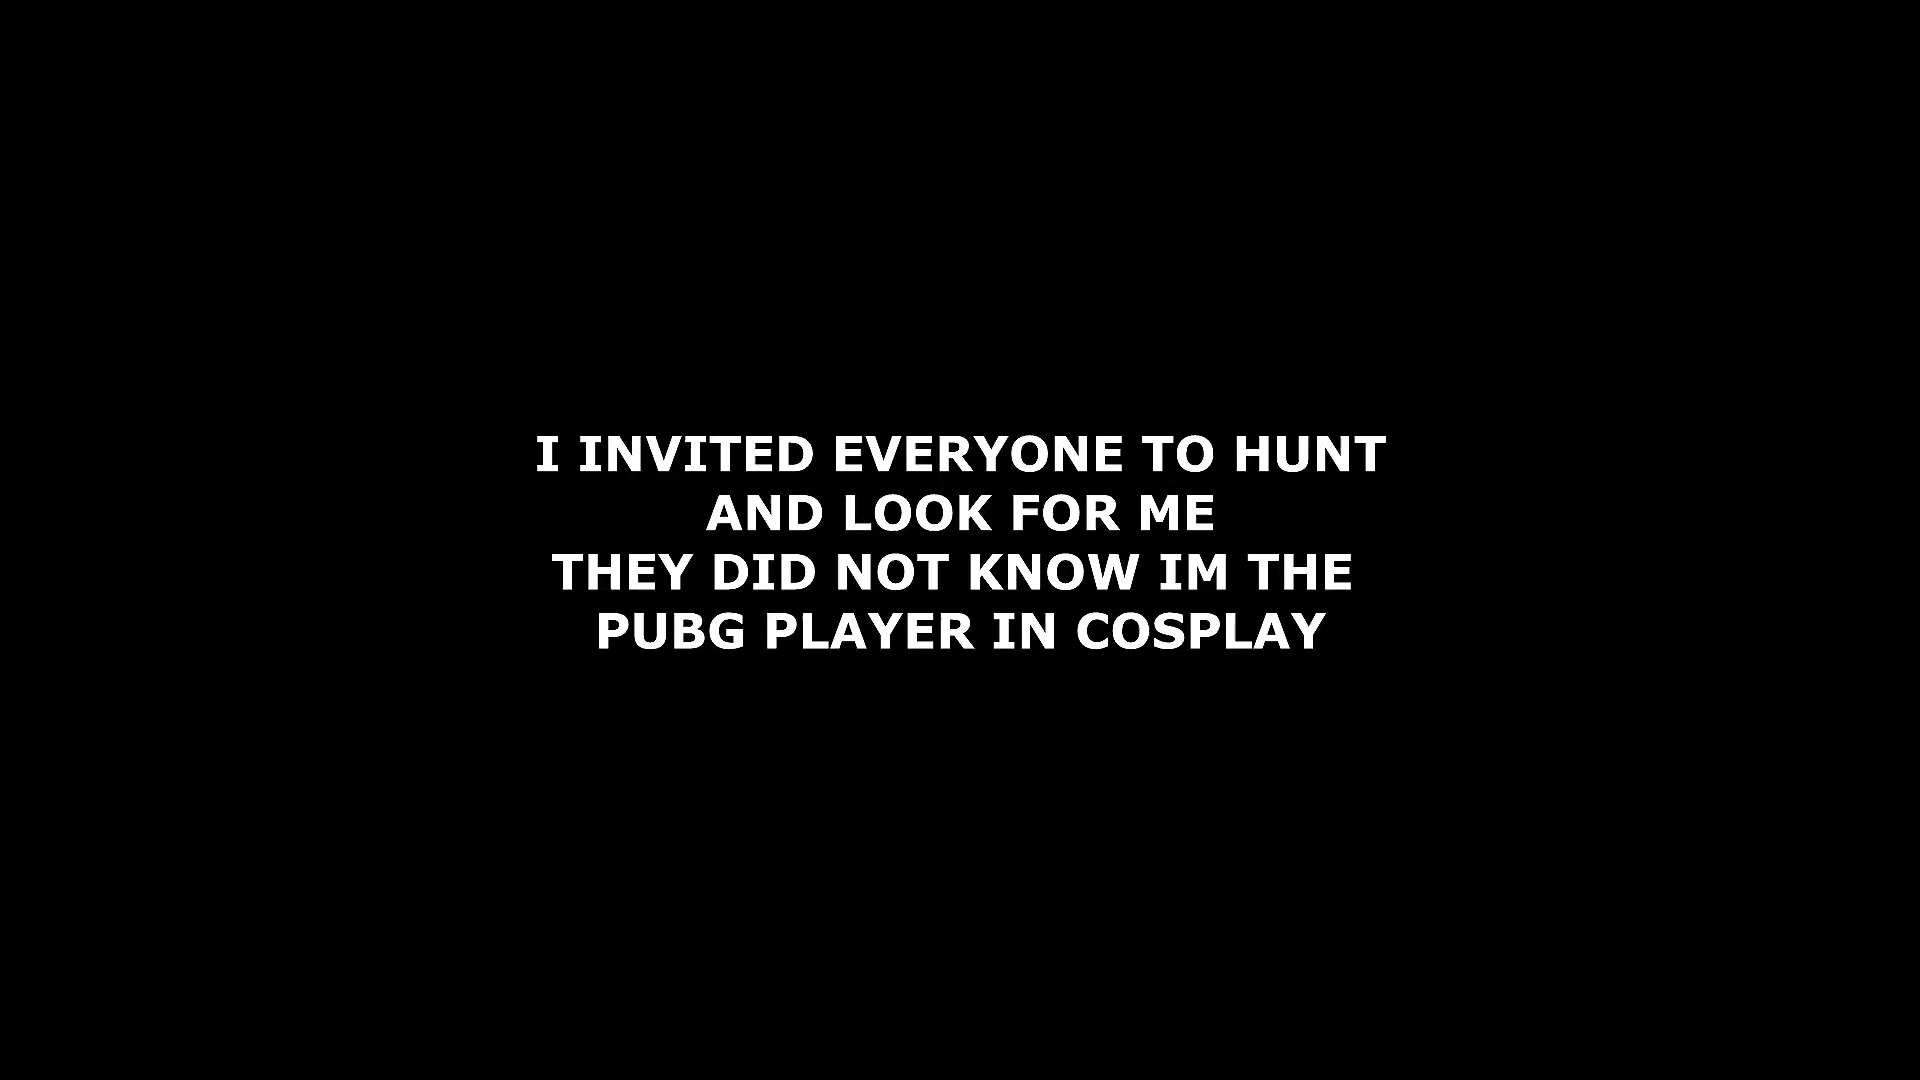 I INVITED EVERYONE TO HUNT
AND LOOK FOR ME
THEY DID NOT KNOW IM THE
PUBG PLAYER IN COSPLAY